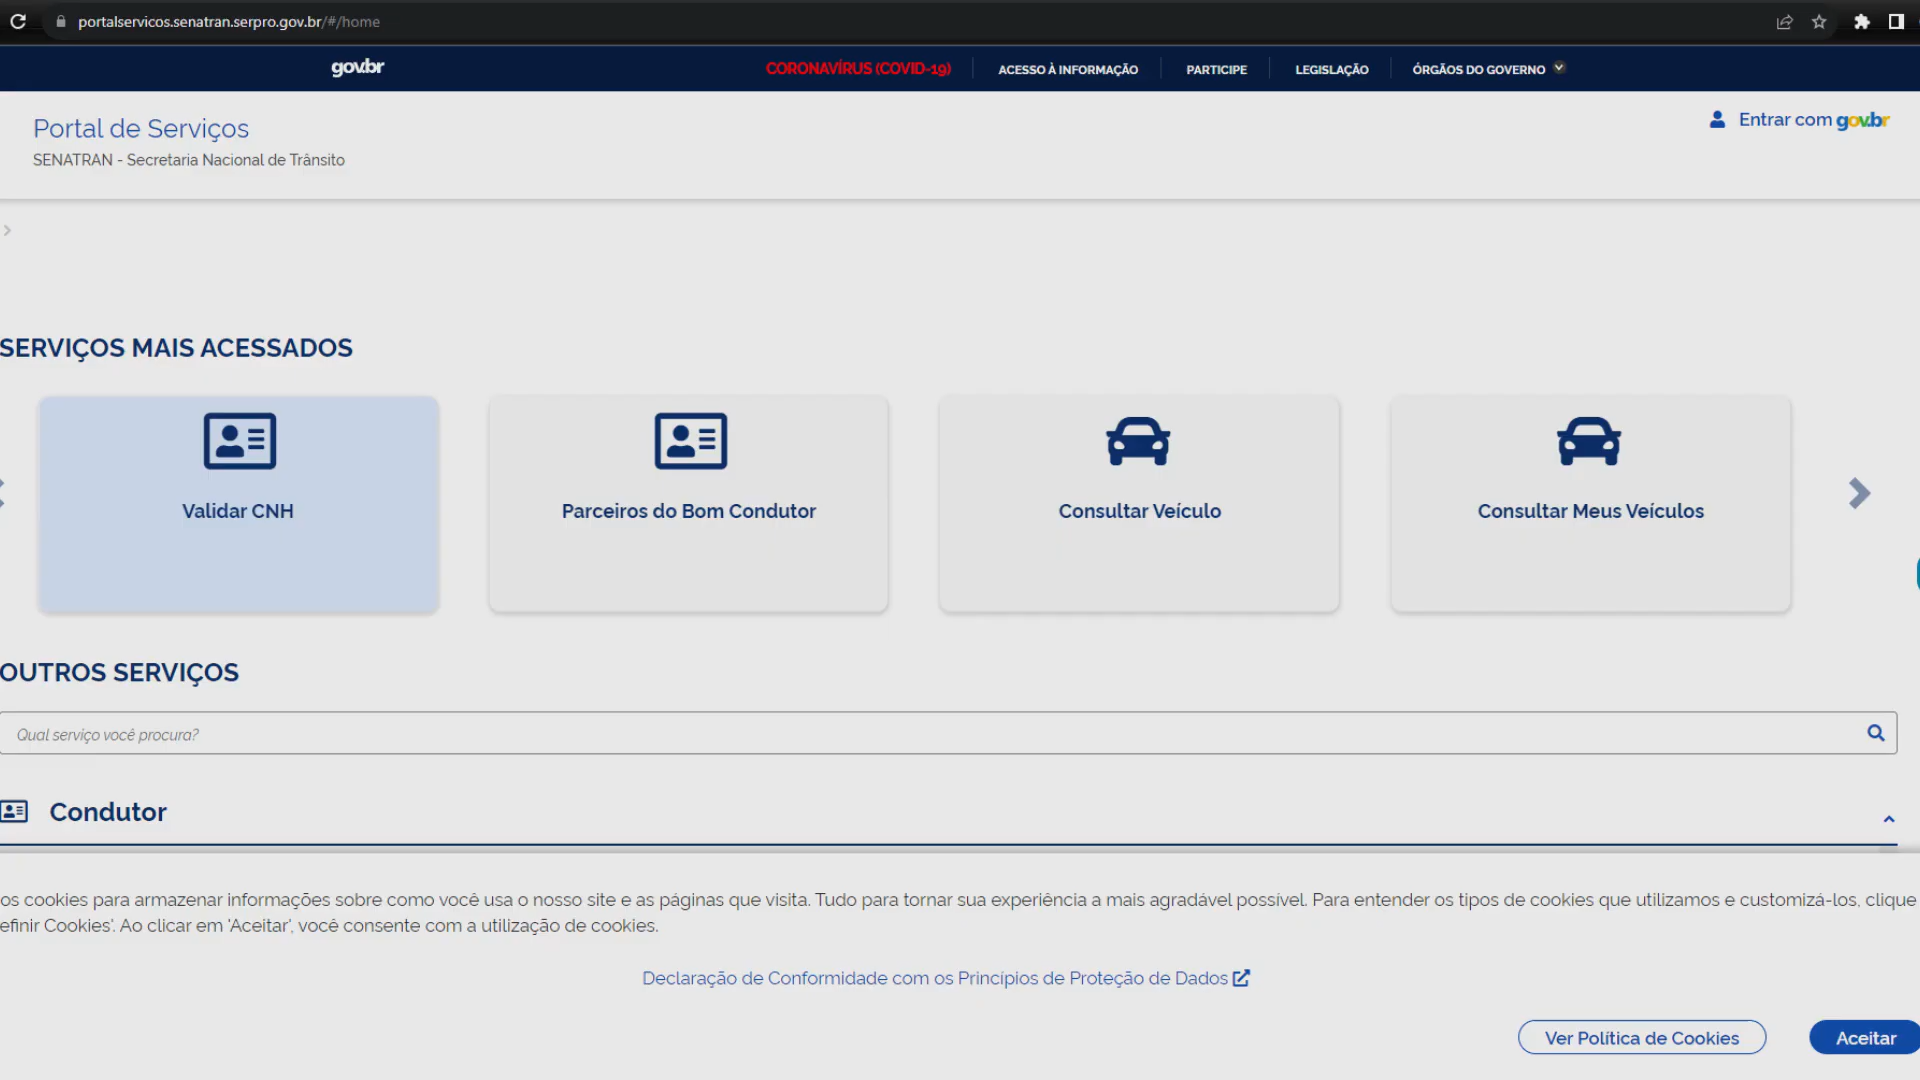 portalservicos.senatran.serpro.gov.br/#/home
gov.br
CORONAVÍRUS (COVID-19)
ACESSO À INFORMAÇÃO
PARTICIPE
LEGISLAÇÃO
ÓRGÃOS DO GOVERNO
Portal de Serviços
SENATRAN - Secretaria Nacional de Trânsito
Entrar com gov.br
SERVIÇOS MAIS ACESSADOS
Validar CNH
Parceiros do Bom Condutor
Consultar Veículo
Consultar Meus Veículos
OUTROS SERVIÇOS
Qual serviço você procura?
Condutor
os cookies para armazenar informações sobre como você usa o nosso site e as páginas que visita. Tudo para tornar sua experiência a mais agradável possível. Para entender os tipos de cookies que utilizamos e customizá-los, clique
efinir Cookies'. Ao clicar em 'Aceitar', você consente com a utilização de cookies.
Declaração de Conformidade com os Princípios de Proteção de Dados
Ver Política de Cookies
Aceitar